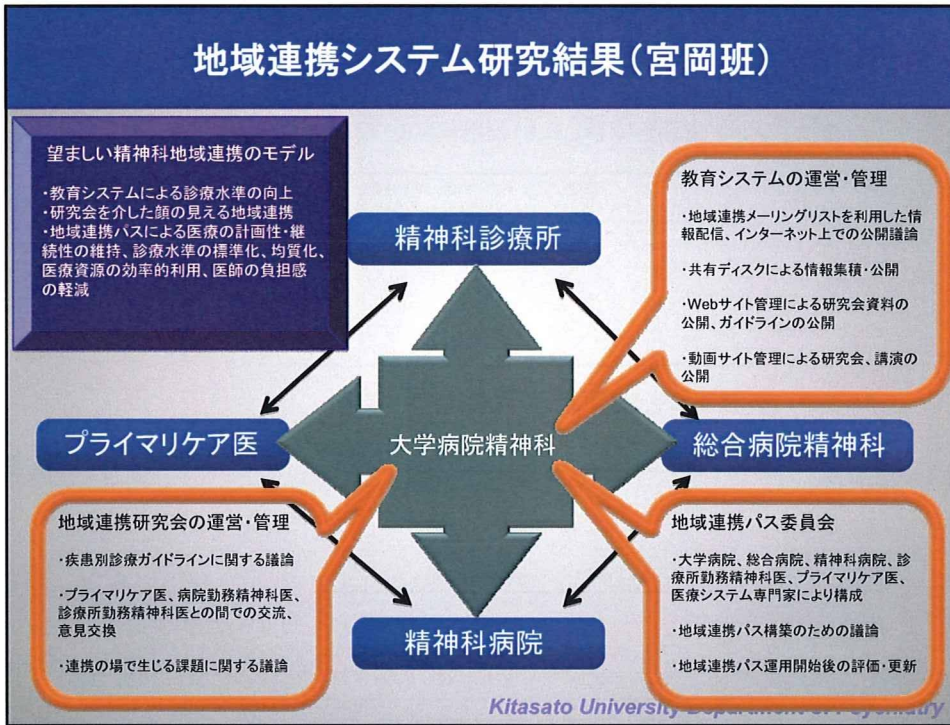 地域連携システム研究結果（宮岡班）
望ましい精神科地域連携のモデル
・教育システムによる診療水準の向上
・研究会を介した顔の見える地域連携
・地域連携パスによる医療の計画性・継
続性の維持、診療水準の標準化、均質化、
医療資源の効率的利用、医師の負担感
の軽減
教育システムの運営・管理
・地域連携メーリングリストを利用した情
報配信、インターネット上での公開議論
・共有ディスクによる情報集積・公開
・Webサイト管理による研究会資料の
公開、ガイドラインの公開
・動画サイト管理による研究会、講演の
公開
精神科診療所
プライマリケア医
大学病院精神科
総合病院精神科
地域連携研究会の運営・管理
・疾患別診療ガイドラインに関する議論
・プライマリケア医、病院勤務精神科医、
診療所勤務精神科医との間での交流、
意見交換
・連携の場で生じる課題に関する議論
精神科病院
地域連携パス委員会
・大学病院、総合病院、精神科病院、診
療所勤務精神科医、プライマリケア医、
医療システム専門家により構成
・地域連携パス構築のための議論
・地域連携パス運用開始後の評価・更新
Kitasato University Department of Psychiatry